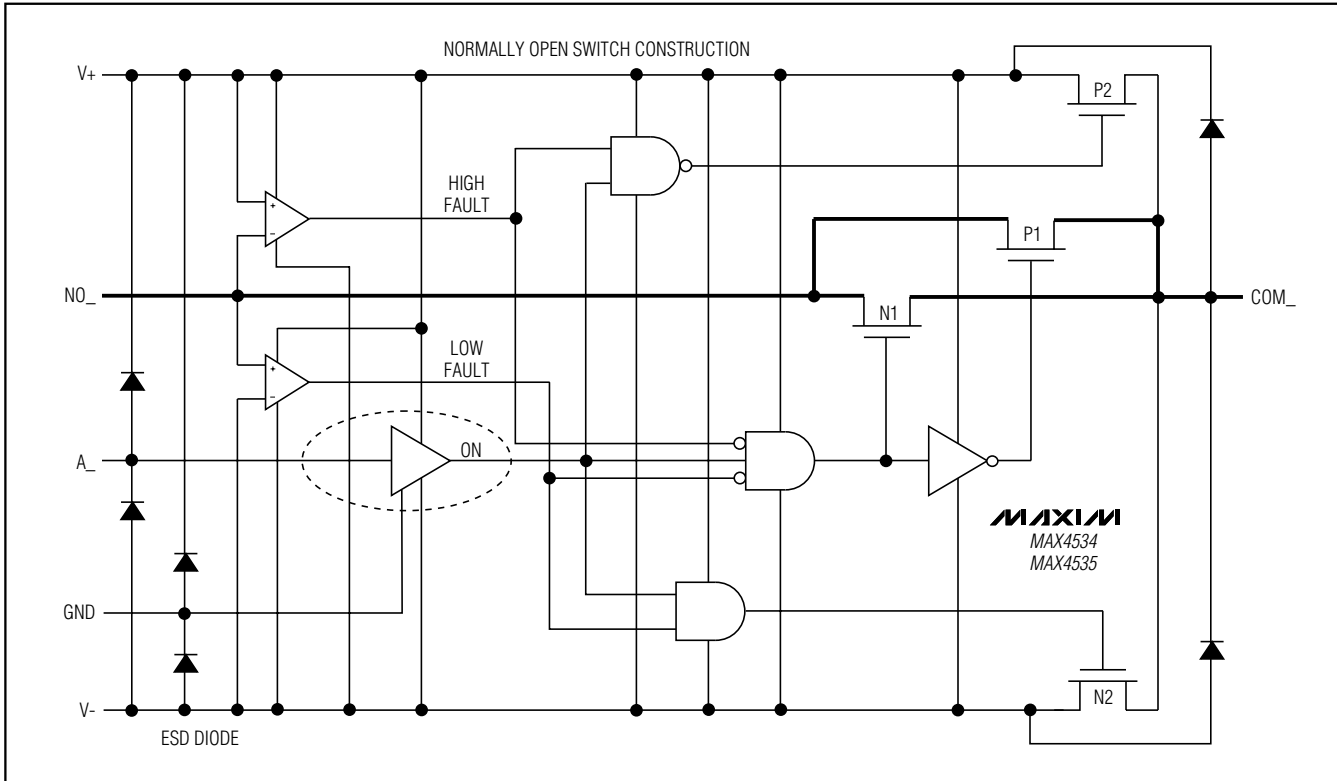 NORMALLY OPEN SWITCH CONSTRUCTION
V+
P2
HIGH
FAULT
+
−
P1
NO_
COM_
N1
LOW
FAULT
+
−
ON
A_
MAXIM
MAX4534
MAX4535
GND
N2
V-
ESD DIODE